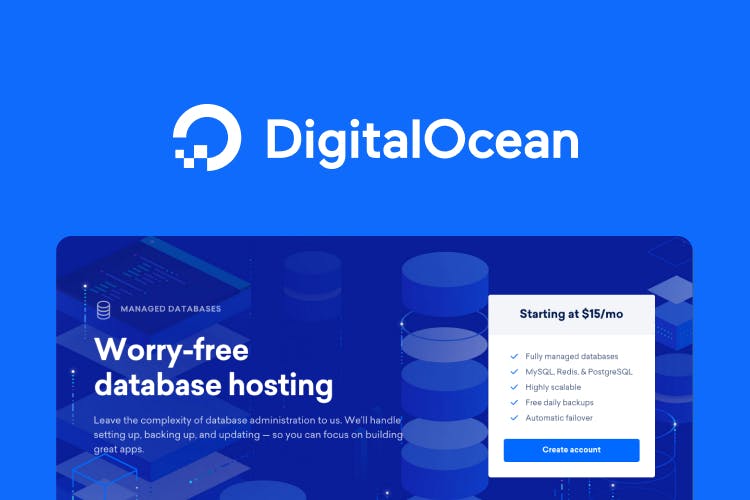 DigitalOcean
MANAGED DATABASES
Worry-free
database hosting
Leave the complexity of database administration to us. We'll handle
setting up, backing up, and updating — so you can focus on building
great apps.
Starting at $15/mo
Fully managed databases
MySQL, Redis, & PostgreSQL
Highly scalable
Free daily backups
Automatic failover
Create account